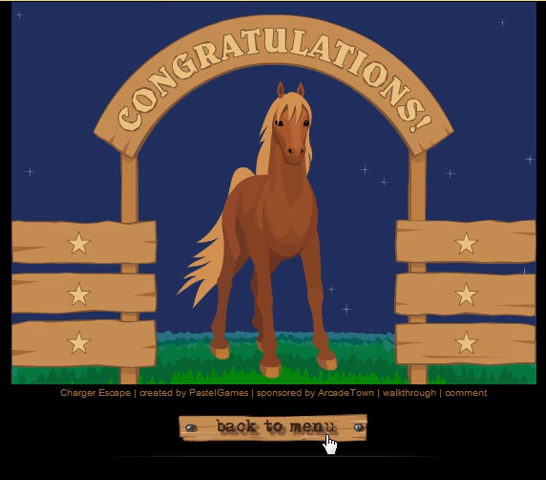 CONGRATULATIONS!
Charger Escape | created by PastelGames | sponsored by ArcadeTown | walkthrough | comment
back to menu